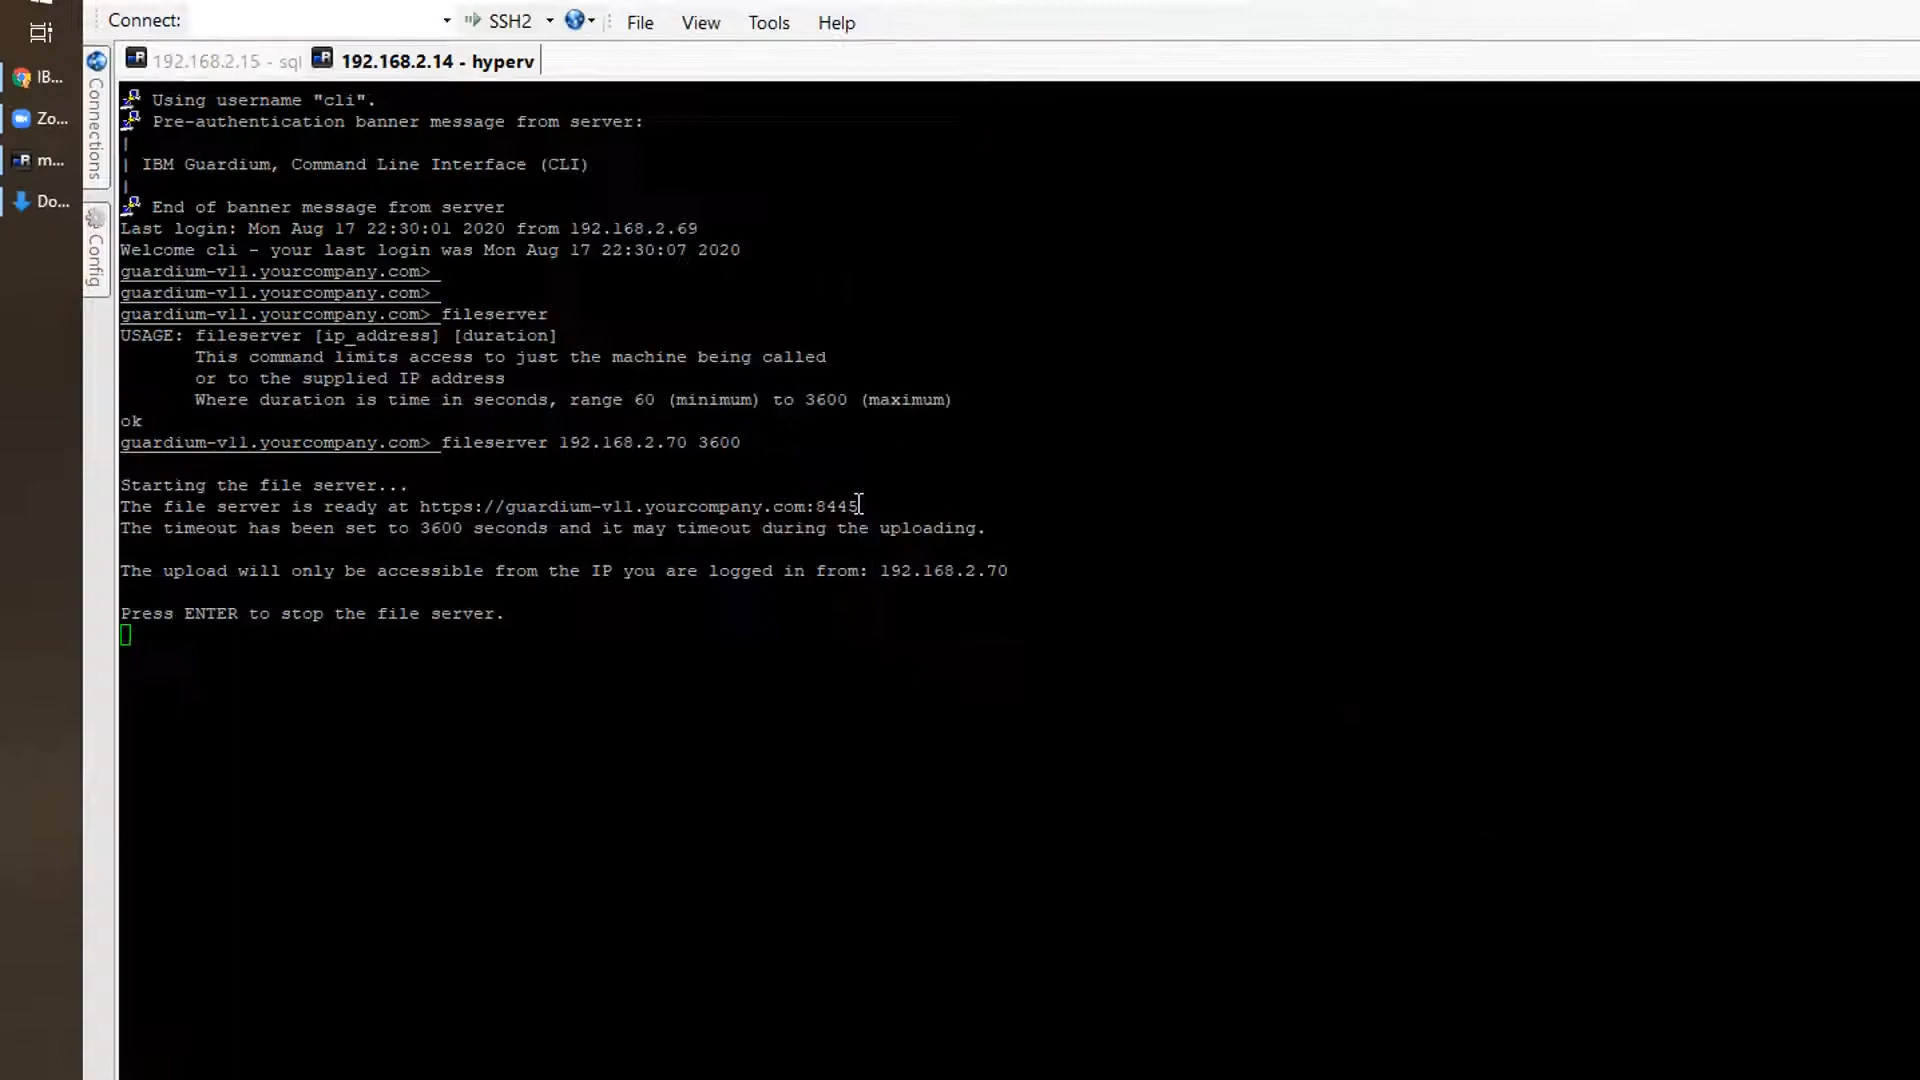 Connect:
SSH2
File
View
Tools
Help
IB...
Zo...
m...
Do...
Connections
Config
192.168.2.15 - sql
192.168.2.14 - hyperv
Using username "cli".
Pre-authentication banner message from server:
|
| IBM Guardium, Command Line Interface (CLI)
|
End of banner message from server
Last login: Mon Aug 17 22:30:01 2020 from 192.168.2.69
Welcome cli - your last login was Mon Aug 17 22:30:07 2020
guardium-v11.yourcompany.com>
guardium-v11.yourcompany.com>
guardium-v11.yourcompany.com> fileserver
USAGE: fileserver [ip_address] [duration]
This command limits access to just the machine being called
or to the supplied IP address
Where duration is time in seconds, range 60 (minimum) to 3600 (maximum)
ok
guardium-v11.yourcompany.com> fileserver 192.168.2.70 3600
Starting the file server...
The file server is ready at https://guardium-v11.yourcompany.com:8445
The timeout has been set to 3600 seconds and it may timeout during the uploading.
The upload will only be accessible from the IP you are logged in from: 192.168.2.70
Press ENTER to stop the file server.